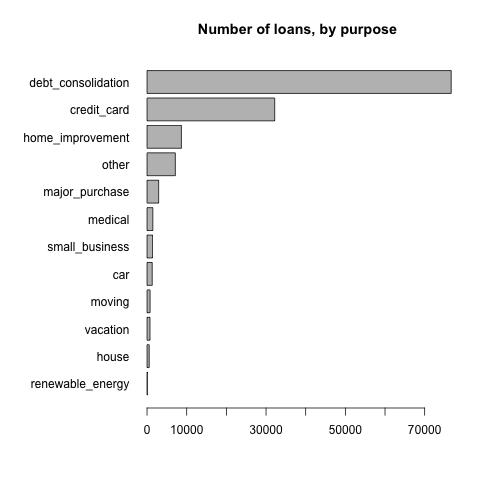 Number of loans, by purpose
debt_consolidation
credit_card
home_improvement
other
major_purchase
medical
small_business
car
moving
vacation
house
renewable_energy
0 10000 30000 50000 70000